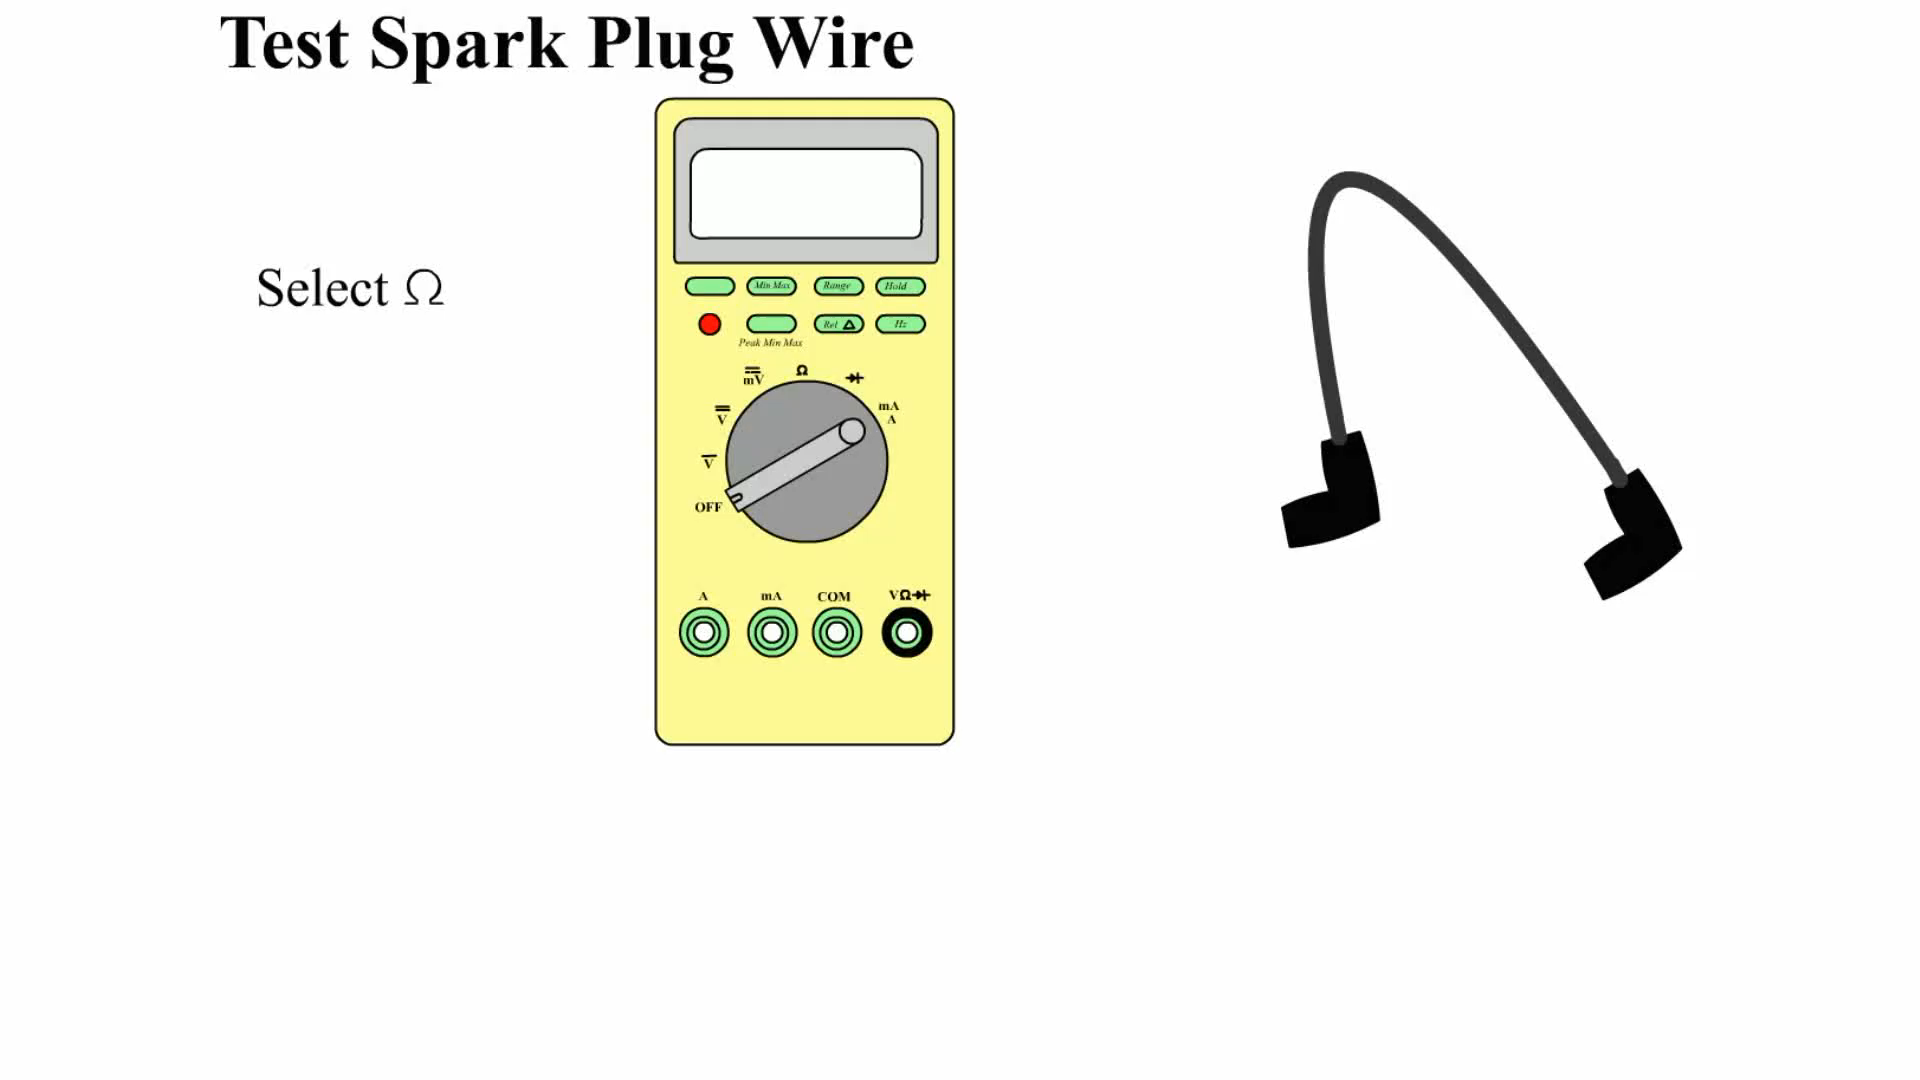 Test Spark Plug Wire
Select Ω
Min Max
Range
Hold
Rel Δ
Hz
Peak Min Max
mV
Ω
V
mA
A
V
OFF
A
mA
COM
VΩ